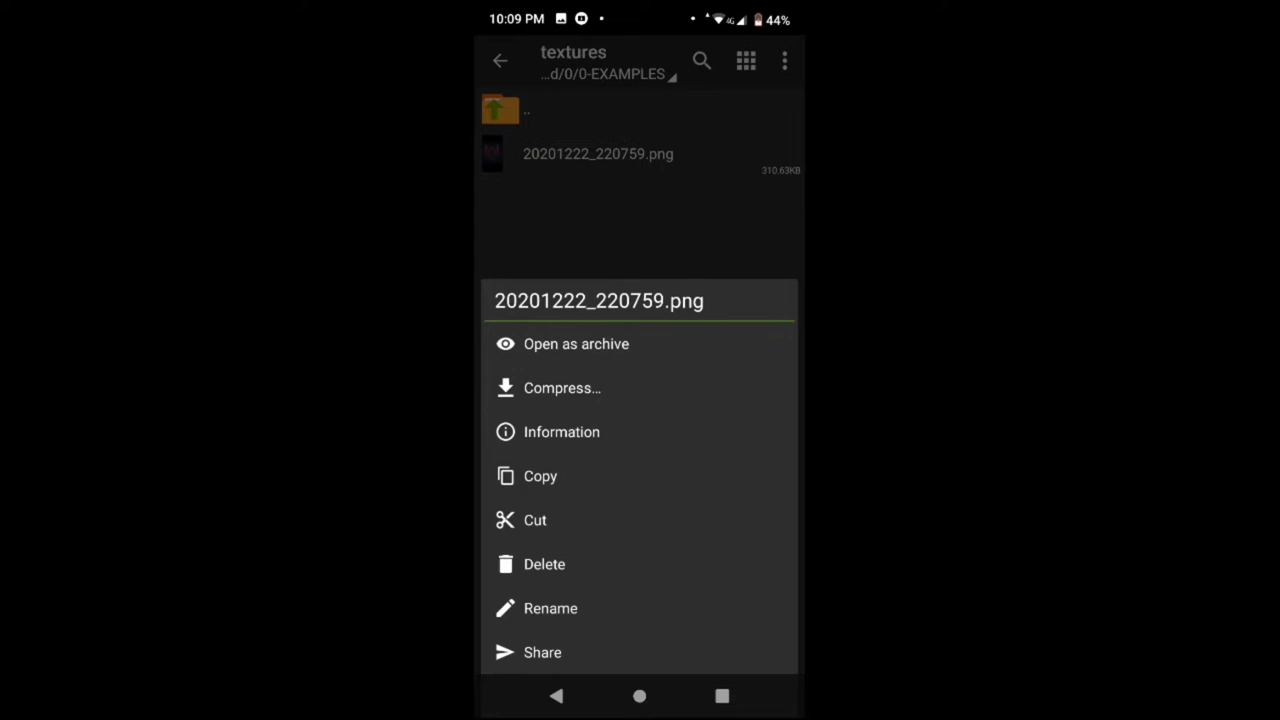 10:09 PM
4G
44%
textures
…d/0/0-EXAMPLES
..
20201222_220759.png
310.63KB
20201222_220759.png
Open as archive
Compress…
Information
Copy
Cut
Delete
Rename
Share